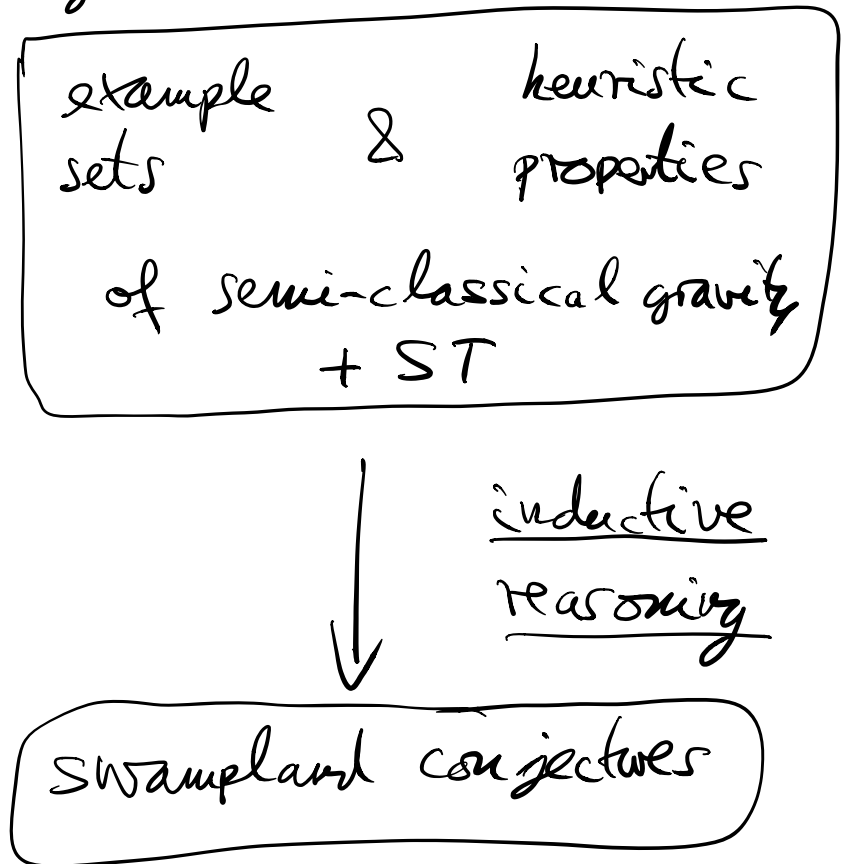 example & heuristic
sets properties
of semi-classical gravity
+ ST
inductive
reasoning
swampland conjectures